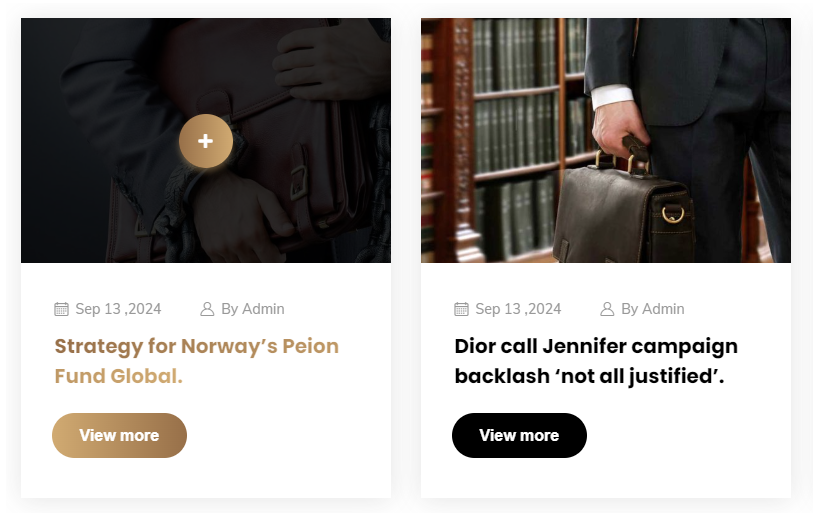 Sep 13 ,2024 By Admin
Strategy for Norway’s Peion
Fund Global.
View more
Sep 13 ,2024 By Admin
Dior call Jennifer campaign
backlash ‘not all justified’.
View more